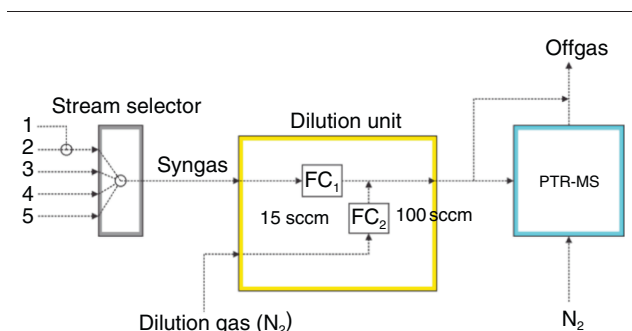 Offgas
Stream selector
Dilution unit
1
2
3
4
5
Syngas
FC₁
PTR-MS
15 sccm
FC₂
100 sccm
Dilution gas (N₂)
N₂